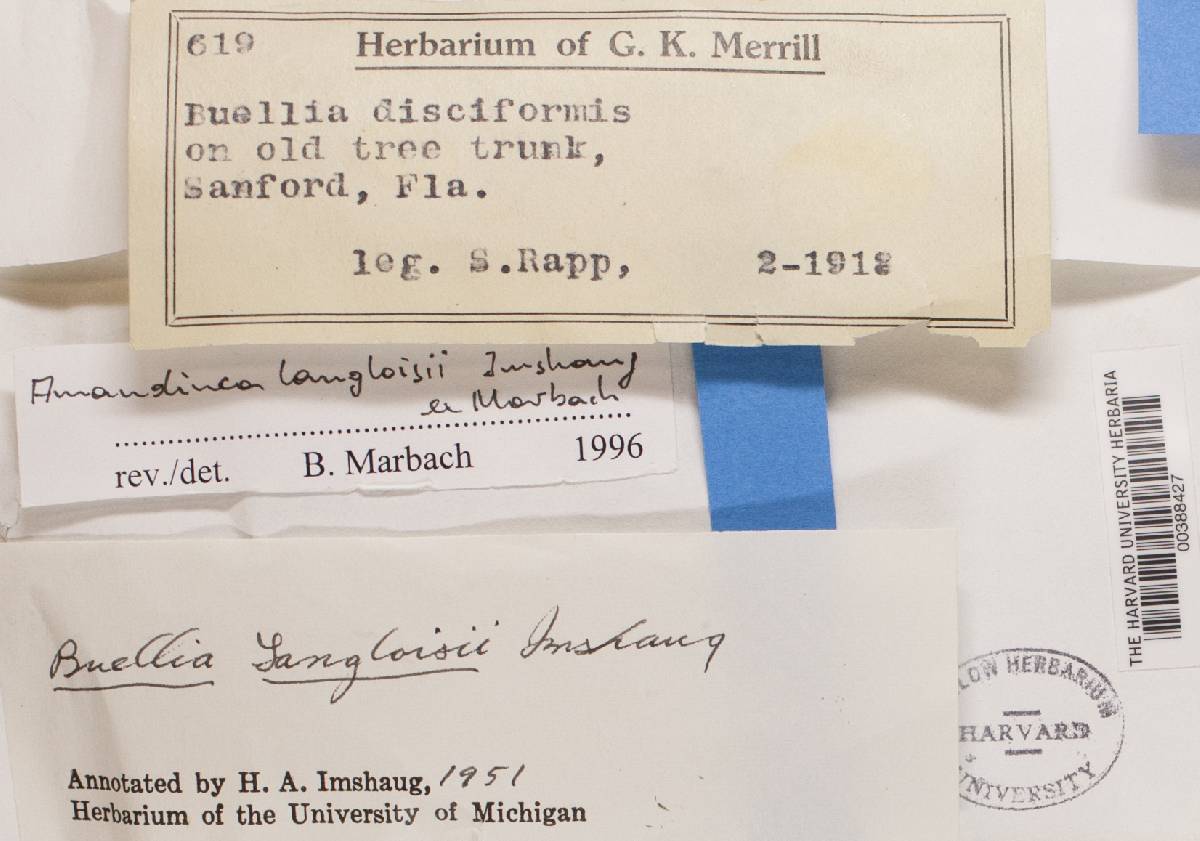 619 Herbarium of G. K. Merrill
Buellia disciformis
on old tree trunk,
Sanford, Fla.
leg. S.Rapp, 2-1918
Amandinea langloisii Imshaug
ex Marbach
rev./det. B. Marbach 1996
Buellia Langloisii Imshaug
Annotated by H. A. Imshaug, 1951
Herbarium of the University of Michigan
THE HARVARD UNIVERSITY HERBARIA
00388427
LOW HERBARIUM
HARVARD
UNIVERSITY